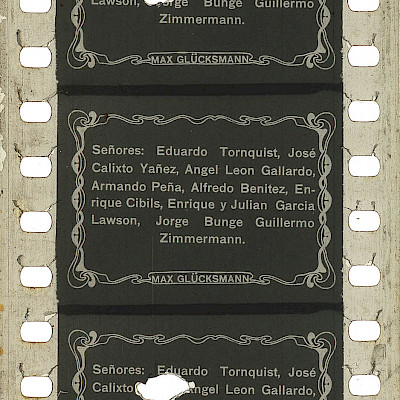 Lawson, Jorge Bunge Guillermo
Zimmermann.
MAX GLÜCKSMANN
Señores: Eduardo Tornquist, José
Calixto Yañez, Angel Leon Gallardo,
Armando Peña, Alfredo Benitez, En-
rique Cibils, Enrique y Julian Garcia
Lawson, Jorge Bunge Guillermo
Zimmermann.
MAX GLÜCKSMANN
Señores: Eduardo Tornquist, José
Calixto Angel Leon Gallardo,